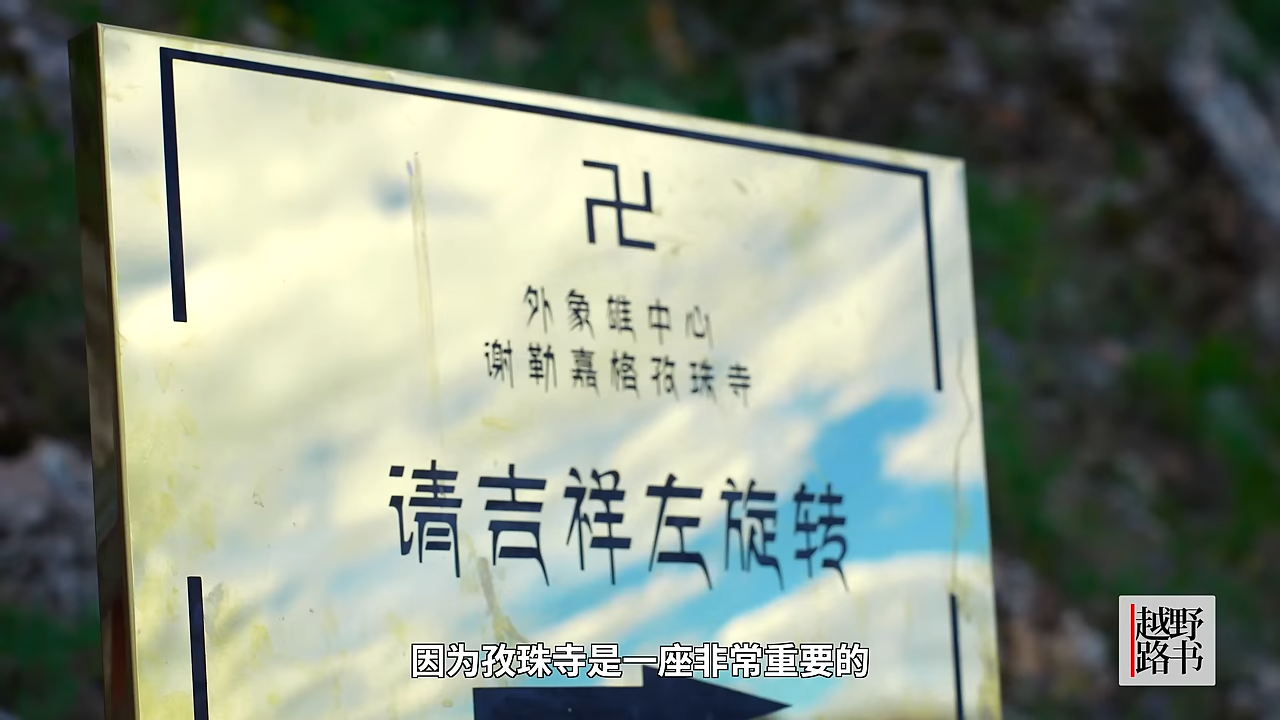 卍
外象雄中心
谢勒嘉格孜珠寺
请吉祥左旋转
因为孜珠寺是一座非常重要的
越野
路书